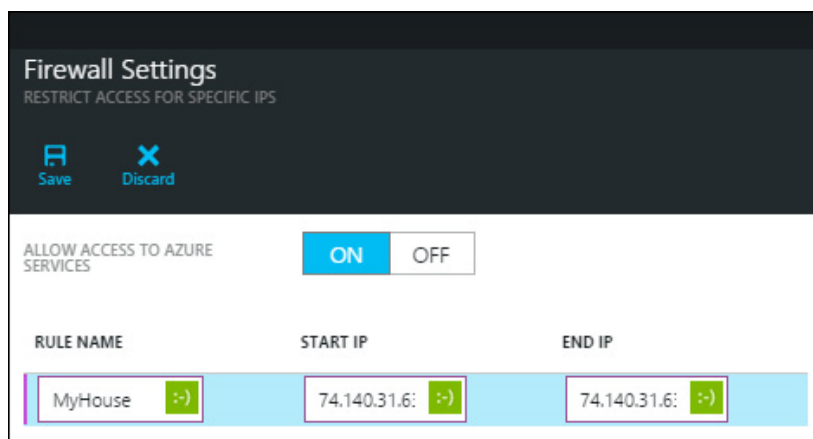 Firewall Settings
RESTRICT ACCESS FOR SPECIFIC IPS
Save Discard
ALLOW ACCESS TO AZURE
SERVICES
ON OFF
RULE NAME START IP END IP
MyHouse :-) :-) :-)